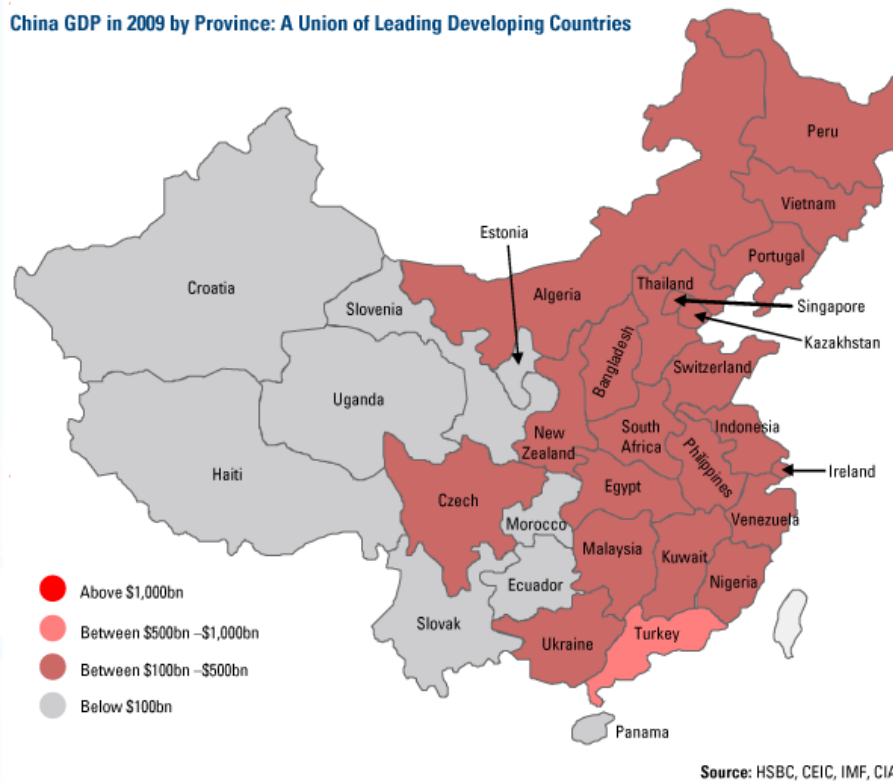 China GDP in 2009 by Province: A Union of Leading Developing Countries
Peru
Vietnam
Estonia
Portugal
Croatia
Algeria
Thailand
Singapore
Slovenia
Kazakhstan
Bangladesh
Switzerland
Uganda
New
Zealand
South
Africa
Indonesia
Philippines
Haiti
Czech
Egypt
Ireland
Morocco
Venezuela
Malaysia
Kuwait
Ecuador
Nigeria
Slovak
Ukraine
Turkey
Panama
Above $1,000bn
Between $500bn –$1,000bn
Between $100bn –$500bn
Below $100bn
Source: HSBC, CEIC, IMF, CIA